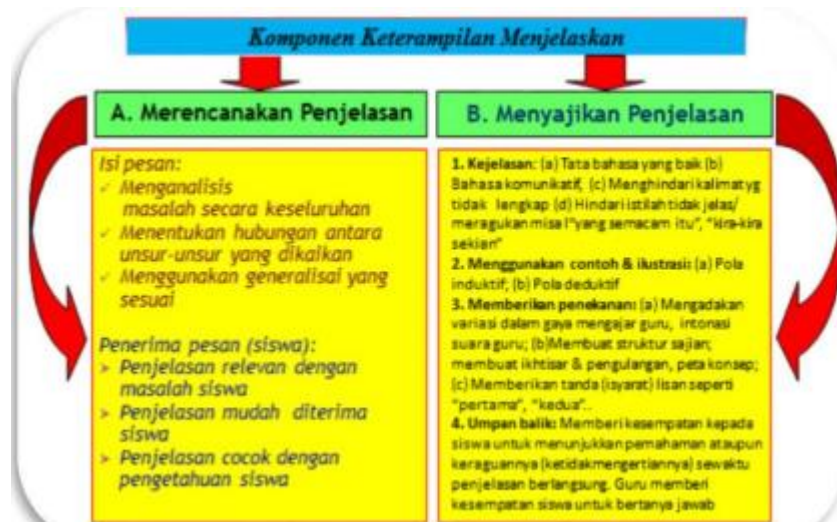 Komponen Keterampilan Menjelaskan
A. Merencanakan Penjelasan
Isi pesan:
✓ Menganalisis
masalah secara keseluruhan
✓ Menentukan hubungan antara
unsur-unsur yang dikaikan
✓ Menggunakan generalisai yang
sesuai
Penerima pesan (siswa):
➢ Penjelasan relevan dengan
masalah siswa
➢ Penjelasan mudah diterima
siswa
➢ Penjelasan cocok dengan
pengetahuan siswa
B. Menyajikan Penjelasan
1. Kejelasan: (a) Tata bahasa yang baik (b)
Bahasa komunikatif, (c) Menghindari kalimat yg
tidak lengkap (d) Hindari istilah tidak jelas/
meragukan misal "yang semacam itu", "kira-kira
sekian"
2. Menggunakan contoh & ilustrasi: (a) Pola
induktif; (b) Pola deduktif
3. Memberikan penekanan: (a) Mengadakan
variasi dalam gaya mengajar guru, intonasi
suara guru; (b)Membuat struktur sajian;
membuat ikhtisar & pengulangan, peta konsep;
(c) Memberikan tanda (isyarat) lisan seperti
"pertama", "kedua"..
4. Umpan balik: Memberi kesempatan kepada
siswa untuk menunjukkan pemahaman ataupun
keraguannya (ketidakmengertiannya) sewaktu
penjelasan berlangsung. Guru memberi
kesempatan siswa untuk bertanya jawab